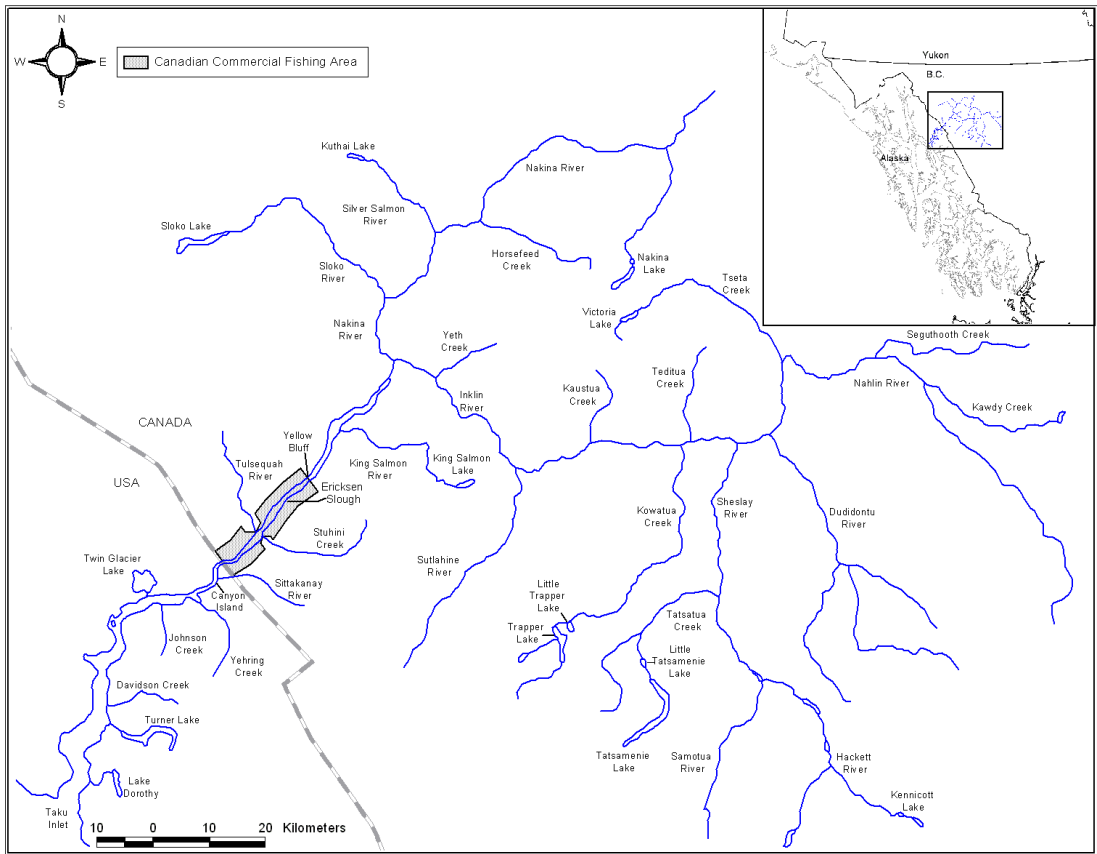 N
W
E
S
Canadian Commercial Fishing Area
Yukon
B.C.
Alaska
Kuthai Lake
Nakina River
Silver Salmon
River
Sloko Lake
Horsefeed
Creek
Sloko
River
Nakina
Lake
Tseta
Creek
Victoria
Lake
Nakina
River
Yeth
Creek
Seguthooth Creek
Teditua
Creek
Kaustua
Creek
Nahlin River
Inklin
River
Kawdy Creek
CANADA
Yellow
Bluff
Tulsequah
River
King Salmon
River
King Salmon
Lake
USA
Ericksen
Slough
Kowatua
Creek
Sheslay
River
Dudidontu
River
Stuhini
Creek
Twin Glacier
Lake
Sutlahine
River
Canyon
Island
Sittakanay
River
Little
Trapper
Lake
Trapper
Lake
Tatsatua
Creek
Johnson
Creek
Yehring
Creek
Little
Tatsamenie
Lake
Davidson Creek
Turner Lake
Tatsamenie
Lake
Samotua
River
Hackett
River
Lake
Dorothy
Kennicott
Lake
Taku
Inlet
10 0 10 20 Kilometers